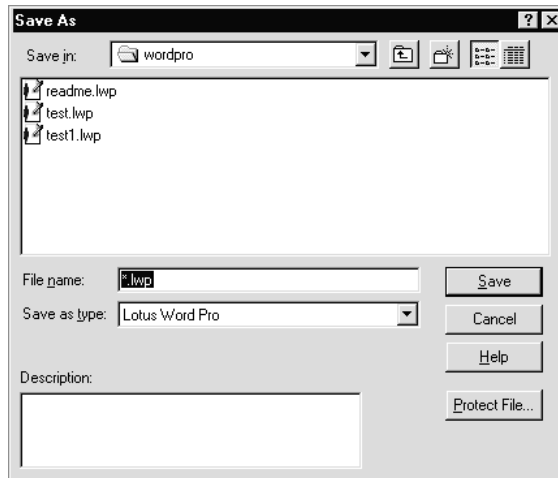 Save As
Save in: wordpro
readme.lwp
test.lwp
test1.lwp
File name: *.lwp Save
Save as type: Lotus Word Pro Cancel
Help
Description: Protect File...